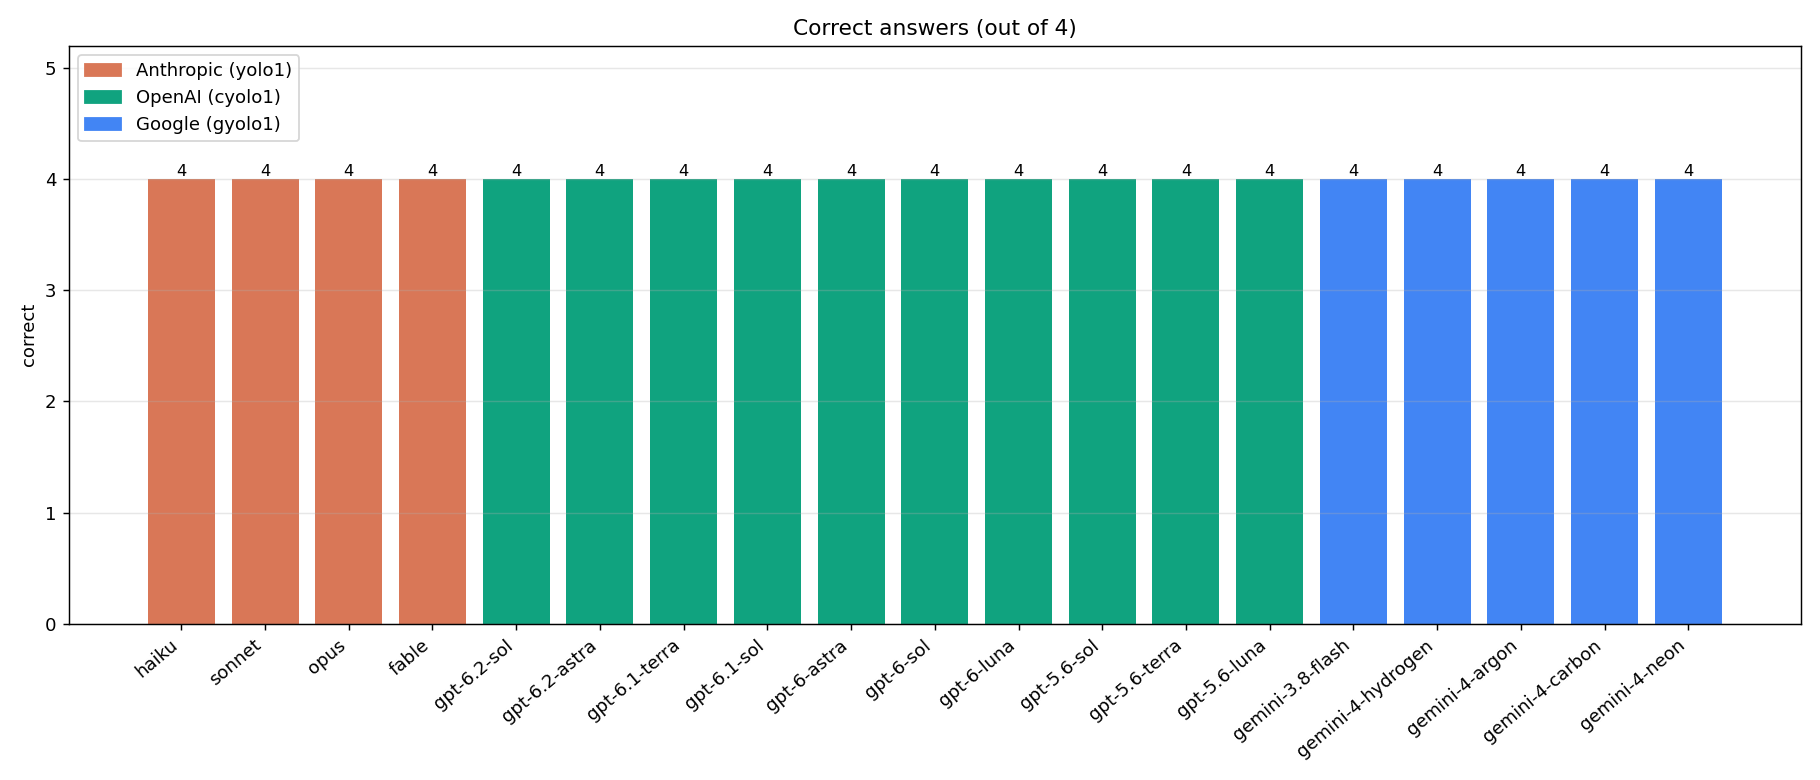 Correct answers (out of 4)
Anthropic (yolo1)
OpenAI (cyolo1)
Google (gyolo1)
correct
5
4
3
2
1
0
4 4 4 4 4 4 4 4 4 4 4 4 4 4 4 4 4 4 4
haiku
sonnet
opus
fable
gpt-6.2-sol
gpt-6.2-astra
gpt-6.1-terra
gpt-6.1-sol
gpt-6-astra
gpt-6-sol
gpt-6-luna
gpt-5.6-sol
gpt-5.6-terra
gpt-5.6-luna
gemini-3.8-flash
gemini-4-hydrogen
gemini-4-argon
gemini-4-carbon
gemini-4-neon